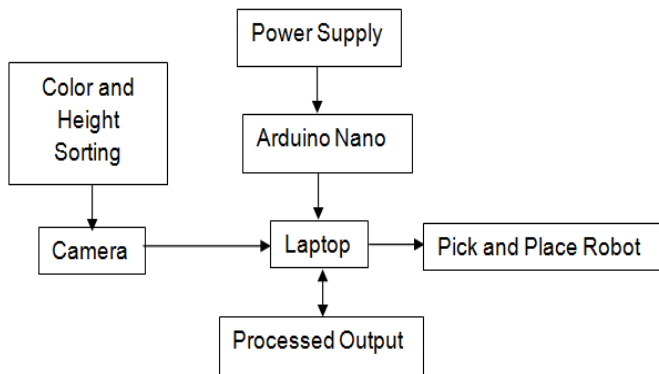 Power Supply
Color and
Height
Sorting
Arduino Nano
Camera
Laptop
Pick and Place Robot
Processed Output